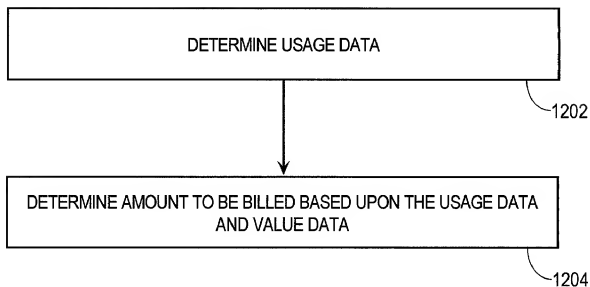 DETERMINE USAGE DATA
1202
DETERMINE AMOUNT TO BE BILLED BASED UPON THE USAGE DATA
AND VALUE DATA
1204